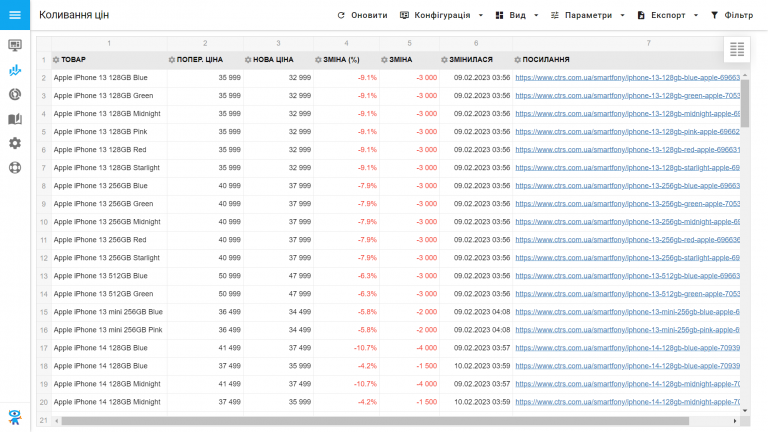 Коливання цін Оновити Конфігурація Вид Параметри Експорт Фільтр
1 2 3 4 5 6 7
1 ТОВАР ПОПЕР. ЦІНА НОВА ЦІНА ЗМІНА (%) ЗМІНА ЗМІНИЛАСЯ ПОСИЛАННЯ
2 Apple iPhone 13 128GB Blue 35 999 32 999 -9.1% -3 000 09.02.2023 03:56 https://www.ctrs.com.ua/smartfony/iphone-13-128gb-blue-apple-69663
3 Apple iPhone 13 128GB Green 35 999 32 999 -9.1% -3 000 09.02.2023 03:56 https://www.ctrs.com.ua/smartfony/iphone-13-128gb-green-apple-7053
4 Apple iPhone 13 128GB Midnight 35 999 32 999 -9.1% -3 000 09.02.2023 03:56 https://www.ctrs.com.ua/smartfony/iphone-13-128gb-midnight-apple-69
5 Apple iPhone 13 128GB Pink 35 999 32 999 -9.1% -3 000 09.02.2023 03:56 https://www.ctrs.com.ua/smartfony/iphone-13-128gb-pink-apple-69662
6 Apple iPhone 13 128GB Red 35 999 32 999 -9.1% -3 000 09.02.2023 03:56 https://www.ctrs.com.ua/smartfony/iphone-13-128gb-red-apple-696631
7 Apple iPhone 13 128GB Starlight 35 999 32 999 -9.1% -3 000 09.02.2023 03:56 https://www.ctrs.com.ua/smartfony/iphone-13-128gb-starlight-apple-69
8 Apple iPhone 13 256GB Blue 40 999 37 999 -7.9% -3 000 09.02.2023 03:56 https://www.ctrs.com.ua/smartfony/iphone-13-256gb-blue-apple-69663
9 Apple iPhone 13 256GB Green 40 999 37 999 -7.9% -3 000 09.02.2023 03:56 https://www.ctrs.com.ua/smartfony/iphone-13-256gb-green-apple-7053
10 Apple iPhone 13 256GB Midnight 40 999 37 999 -7.9% -3 000 09.02.2023 03:56 https://www.ctrs.com.ua/smartfony/iphone-13-256gb-midnight-apple-69
11 Apple iPhone 13 256GB Red 40 999 37 999 -7.9% -3 000 09.02.2023 03:56 https://www.ctrs.com.ua/smartfony/iphone-13-256gb-red-apple-696636
12 Apple iPhone 13 256GB Starlight 40 999 37 999 -7.9% -3 000 09.02.2023 03:56 https://www.ctrs.com.ua/smartfony/iphone-13-256gb-starlight-apple-69
13 Apple iPhone 13 512GB Blue 50 999 47 999 -6.3% -3 000 09.02.2023 03:56 https://www.ctrs.com.ua/smartfony/iphone-13-512gb-blue-apple-69663
14 Apple iPhone 13 512GB Green 50 999 47 999 -6.3% -3 000 09.02.2023 03:56 https://www.ctrs.com.ua/smartfony/iphone-13-512gb-green-apple-7053
15 Apple iPhone 13 mini 256GB Blue 36 499 34 499 -5.8% -2 000 09.02.2023 04:08 https://www.ctrs.com.ua/smartfony/iphone-13-mini-256gb-blue-apple-6
16 Apple iPhone 13 mini 256GB Pink 36 499 34 499 -5.8% -2 000 09.02.2023 04:08 https://www.ctrs.com.ua/smartfony/iphone-13-mini-256gb-pink-apple-6
17 Apple iPhone 14 128GB Blue 41 499 37 499 -10.7% -4 000 09.02.2023 03:57 https://www.ctrs.com.ua/smartfony/iphone-14-128gb-blue-apple-70939
18 Apple iPhone 14 128GB Blue 37 499 35 999 -4.2% -1 500 10.02.2023 03:59 https://www.ctrs.com.ua/smartfony/iphone-14-128gb-blue-apple-70939
19 Apple iPhone 14 128GB Midnight 41 499 37 499 -10.7% -4 000 09.02.2023 03:57 https://www.ctrs.com.ua/smartfony/iphone-14-128gb-midnight-apple-70
20 Apple iPhone 14 128GB Midnight 37 499 35 999 -4.2% -1 500 10.02.2023 03:59 https://www.ctrs.com.ua/smartfony/iphone-14-128gb-midnight-apple-70
21